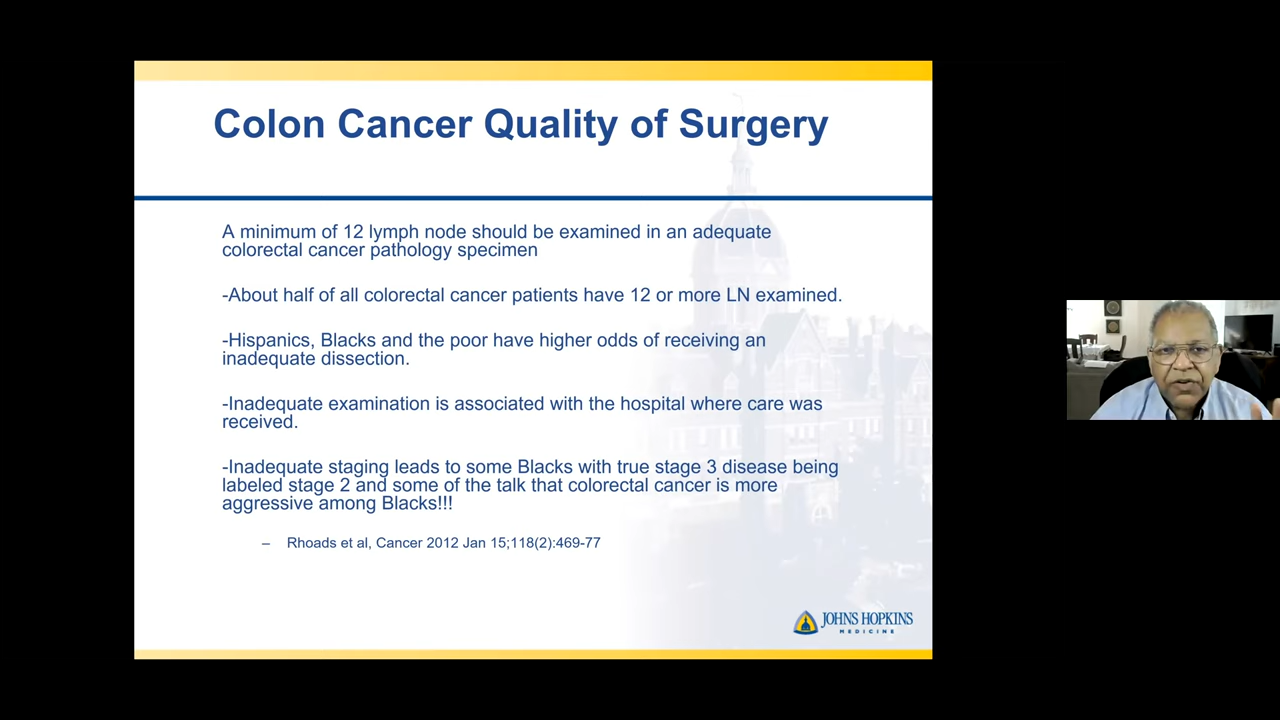 Colon Cancer Quality of Surgery
A minimum of 12 lymph node should be examined in an adequate
colorectal cancer pathology specimen
-About half of all colorectal cancer patients have 12 or more LN examined.
-Hispanics, Blacks and the poor have higher odds of receiving an
inadequate dissection.
-Inadequate examination is associated with the hospital where care was
received.
-Inadequate staging leads to some Blacks with true stage 3 disease being
labeled stage 2 and some of the talk that colorectal cancer is more
aggressive among Blacks!!!
– Rhoads et al, Cancer 2012 Jan 15;118(2):469-77
JOHNS HOPKINS
MEDICINE